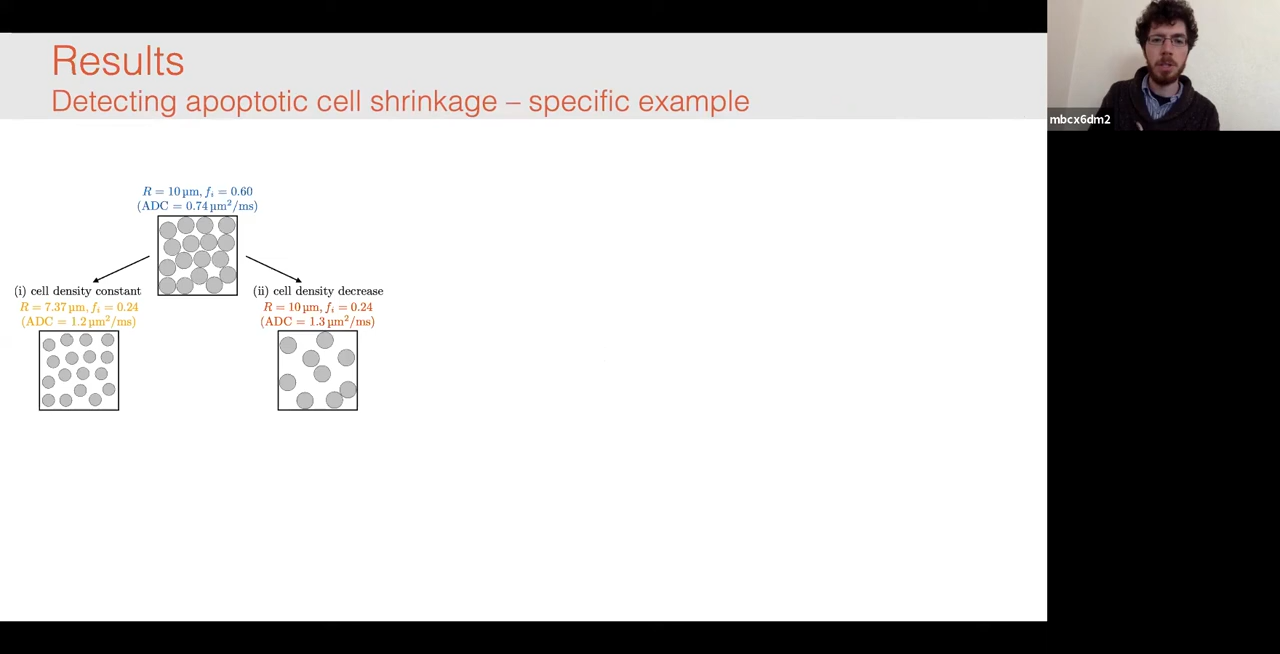 Results
Detecting apoptotic cell shrinkage – specific example
mbcx6dm2
R = 10 µm, fᵢ = 0.60
(ADC = 0.74 µm²/ms)
(i) cell density constant
R = 7.37 µm, fᵢ = 0.24
(ADC = 1.2 µm²/ms)
(ii) cell density decrease
R = 10 µm, fᵢ = 0.24
(ADC = 1.3 µm²/ms)